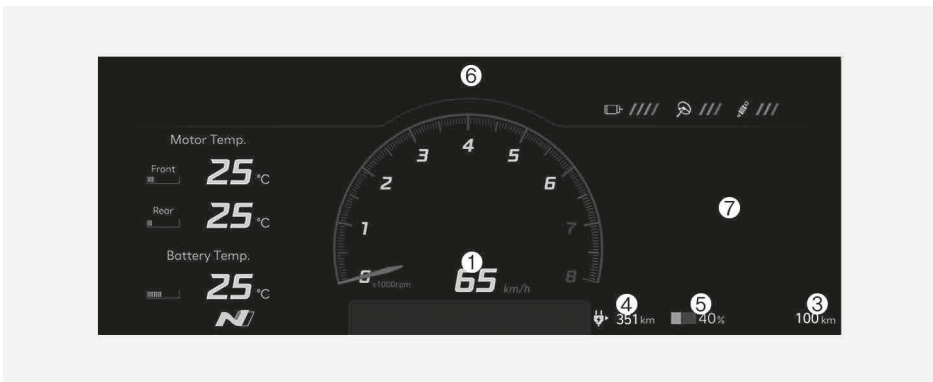 6
Motor Temp.
Front 25 °C
Rear 25 °C
Battery Temp.
25 °C
N
0 1 2 3 4 5 6 7 8
x1000rpm
1
65 km/h
7
4 5 3
351 km 40% 100 km